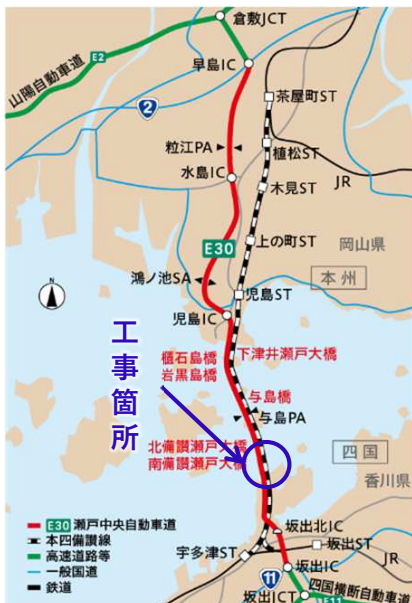 倉敷JCT
山陽自動車道
E2
早島IC
2
茶屋町ST
粒江PA
植松ST
水島IC
木見ST
JR
E30
上の町ST
岡山県
鴻ノ池SA
本州
児島ST
N
児島IC
工事箇所
櫃石島橋
岩黒島橋
下津井瀬戸大橋
与島橋
与島PA
北備讃瀬戸大橋
南備讃瀬戸大橋
四国
香川県
坂出北IC
E30 瀬戸中央自動車道
本四備讃線
高速道路等
一般国道
鉄道
宇多津ST
坂出ST
坂出IC
JR
11
四国横断自動車道
坂出JCT
E11